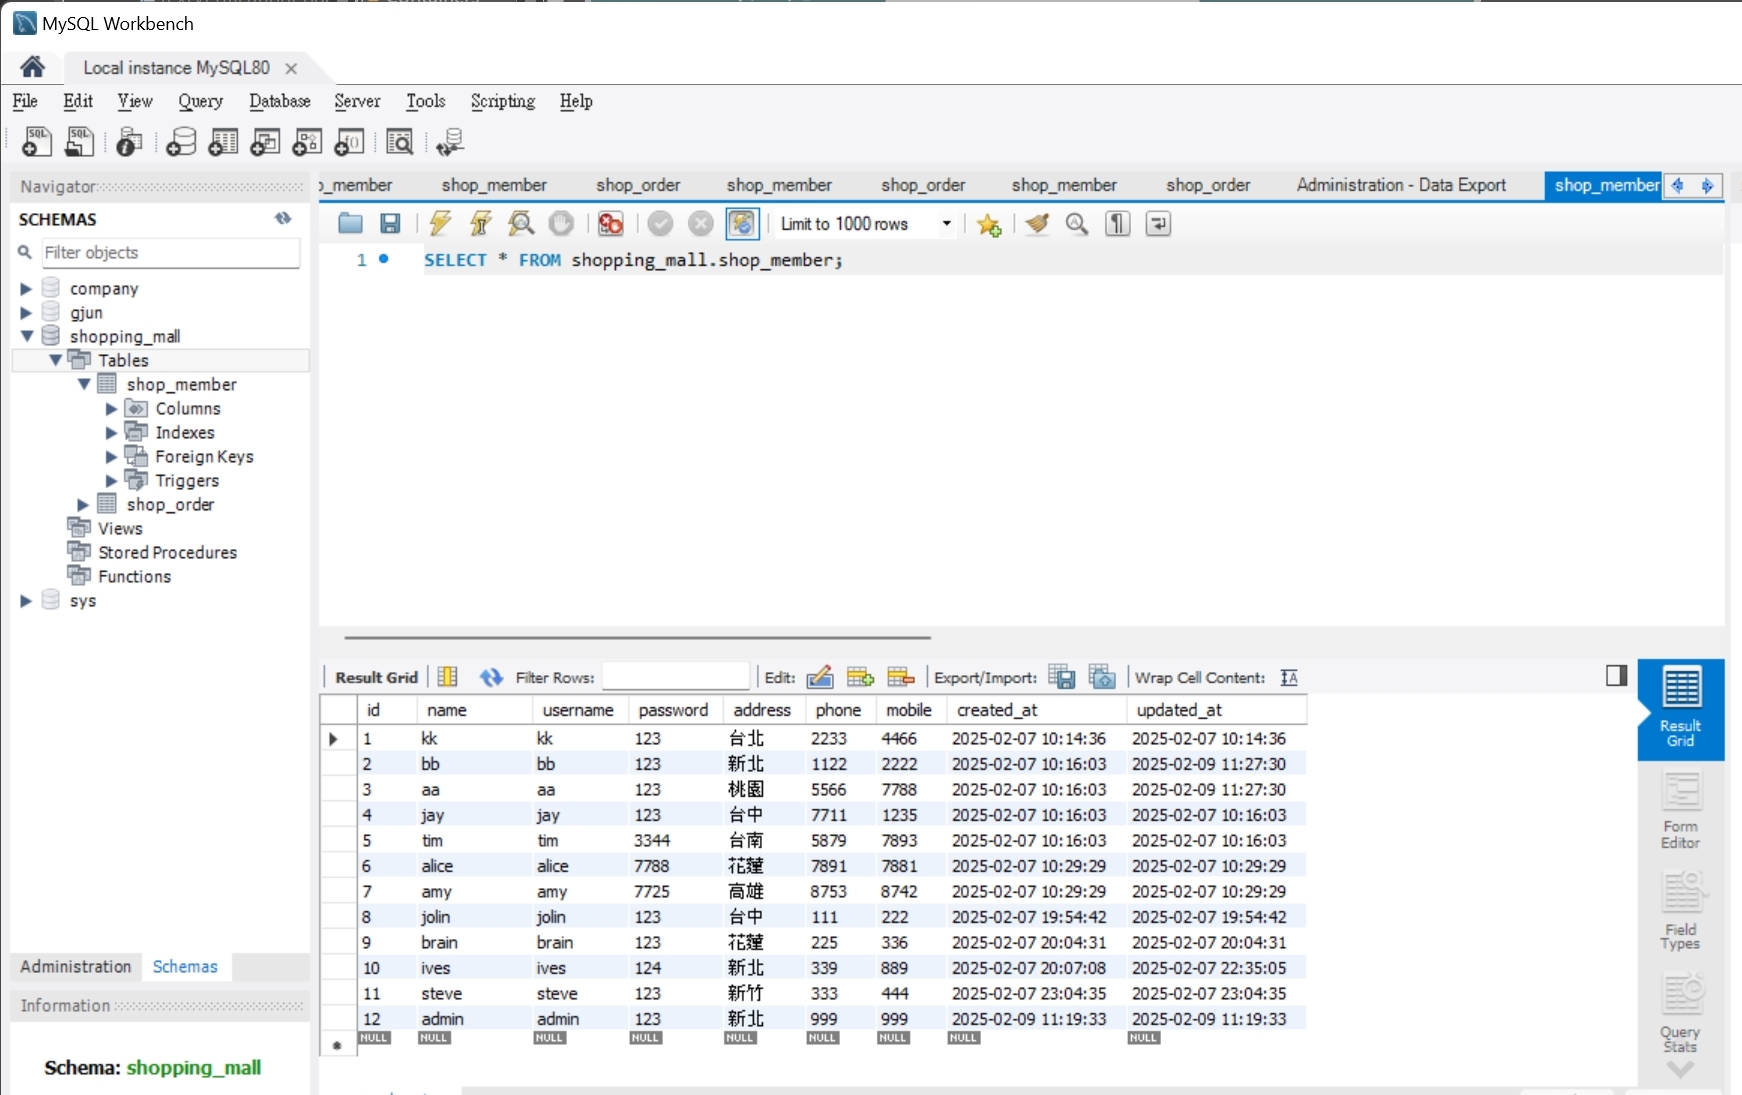 MySQL Workbench
Local instance MySQL80
File Edit View Query Database Server Tools Scripting Help
Navigator
SCHEMAS
Filter objects
company
gjun
shopping_mall
Tables
shop_member
Columns
Indexes
Foreign Keys
Triggers
shop_order
Views
Stored Procedures
Functions
sys
Administration Schemas
Information
Schema: shopping_mall
p_member shop_member shop_order shop_member shop_order shop_member shop_order Administration - Data Export shop_member
Limit to 1000 rows
1 SELECT * FROM shopping_mall.shop_member;
Result Grid Filter Rows: Edit: Export/Import: Wrap Cell Content:
id name username password address phone mobile created_at updated_at
1 kk kk 123 台北 2233 4466 2025-02-07 10:14:36 2025-02-07 10:14:36
2 bb bb 123 新北 1122 2222 2025-02-07 10:16:03 2025-02-09 11:27:30
3 aa aa 123 桃園 5566 7788 2025-02-07 10:16:03 2025-02-09 11:27:30
4 jay jay 123 台中 7711 1235 2025-02-07 10:16:03 2025-02-07 10:16:03
5 tim tim 3344 台南 5879 7893 2025-02-07 10:16:03 2025-02-07 10:16:03
6 alice alice 7788 花蓮 7891 7881 2025-02-07 10:29:29 2025-02-07 10:29:29
7 amy amy 7725 高雄 8753 8742 2025-02-07 10:29:29 2025-02-07 10:29:29
8 jolin jolin 123 台中 111 222 2025-02-07 19:54:42 2025-02-07 19:54:42
9 brain brain 123 花蓮 225 336 2025-02-07 20:04:31 2025-02-07 20:04:31
10 ives ives 124 新北 339 889 2025-02-07 20:07:08 2025-02-07 22:35:05
11 steve steve 123 新竹 333 444 2025-02-07 23:04:35 2025-02-07 23:04:35
12 admin admin 123 新北 999 999 2025-02-09 11:19:33 2025-02-09 11:19:33
NULL NULL NULL NULL NULL NULL NULL NULL NULL
Result
Grid
Form
Editor
Field
Types
Query
Stats